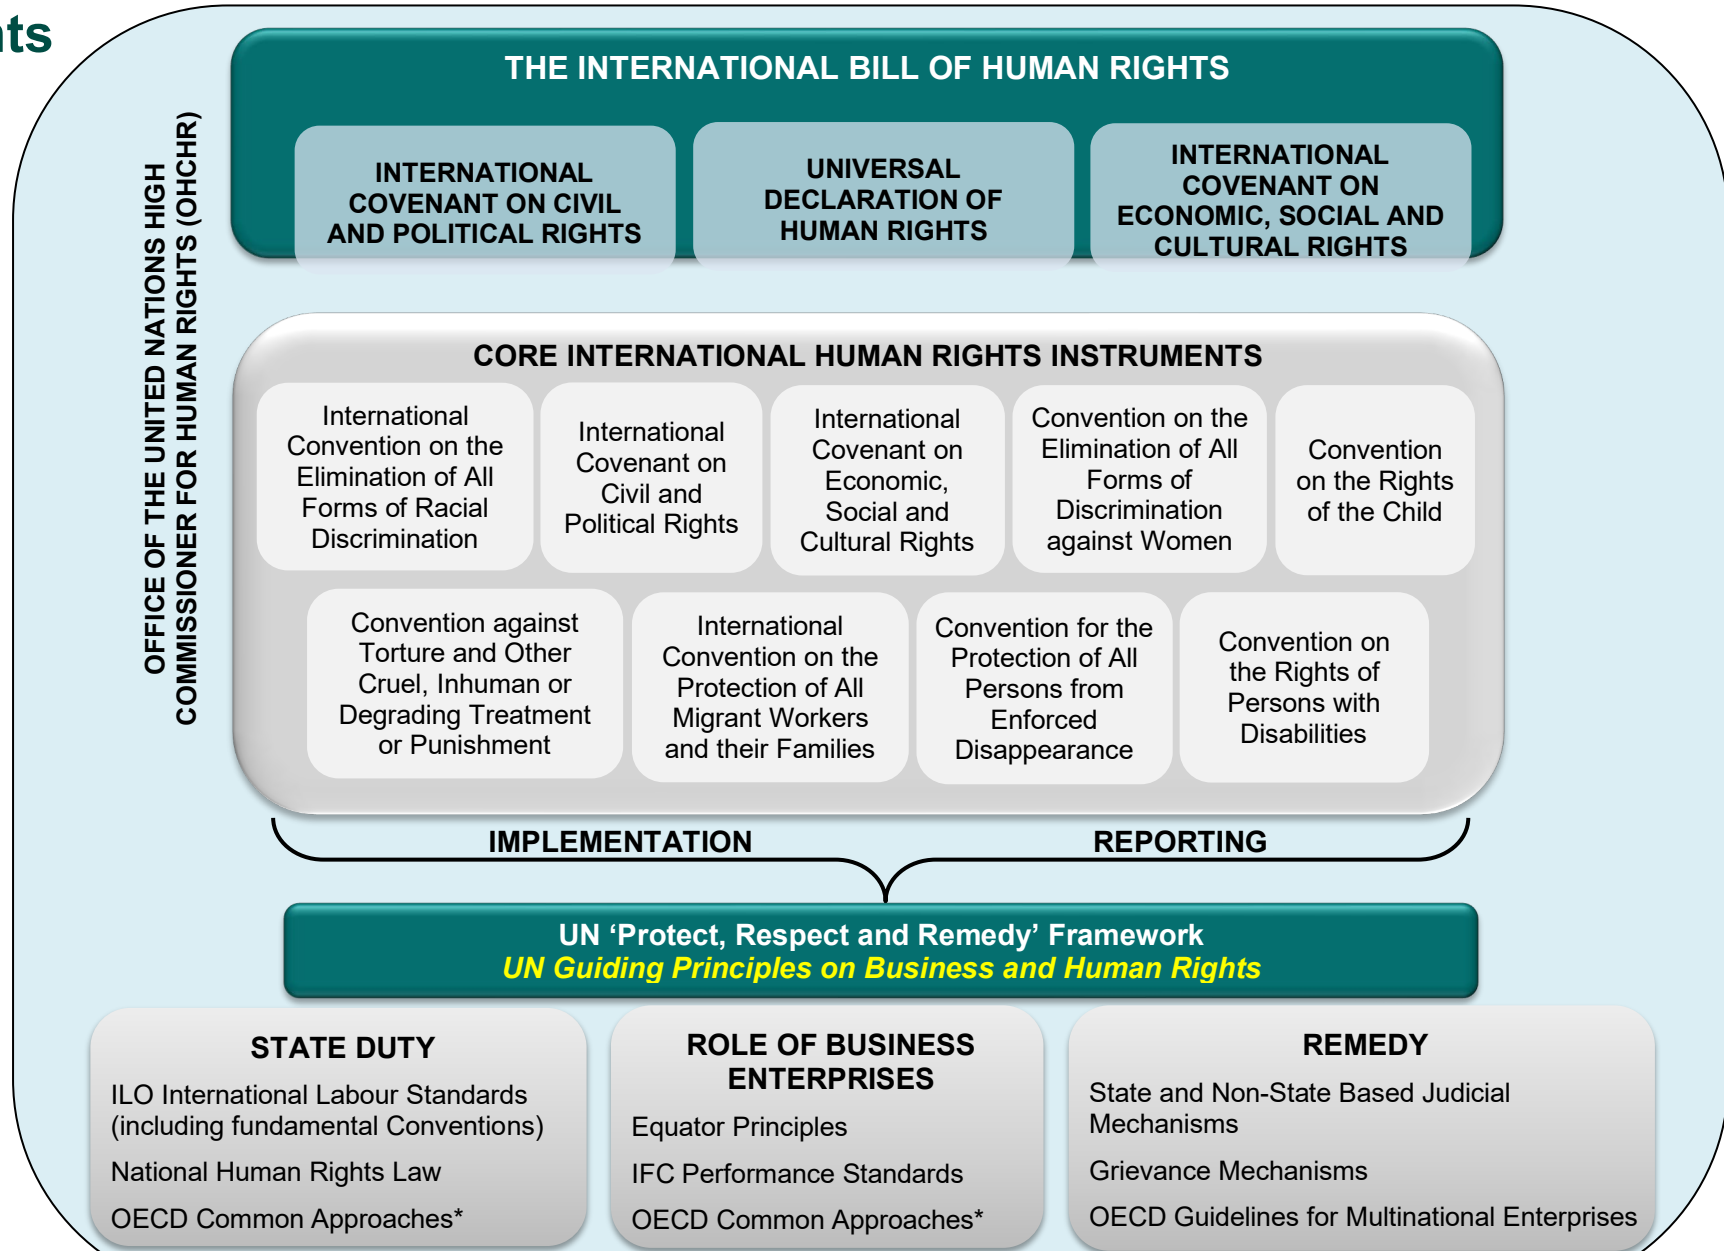 THE INTERNATIONAL BILL OF HUMAN RIGHTS
INTERNATIONAL
COVENANT ON CIVIL
AND POLITICAL RIGHTS
UNIVERSAL
DECLARATION OF
HUMAN RIGHTS
INTERNATIONAL
COVENANT ON
ECONOMIC, SOCIAL AND
CULTURAL RIGHTS
OFFICE OF THE UNITED NATIONS HIGH
COMMISSIONER FOR HUMAN RIGHTS (OHCHR)
CORE INTERNATIONAL HUMAN RIGHTS INSTRUMENTS
International
Convention on the
Elimination of All
Forms of Racial
Discrimination
International
Covenant on
Civil and
Political Rights
International
Covenant on
Economic,
Social and
Cultural Rights
Convention on the
Elimination of All
Forms of
Discrimination
against Women
Convention
on the Rights
of the Child
Convention against
Torture and Other
Cruel, Inhuman or
Degrading Treatment
or Punishment
International
Convention on the
Protection of All
Migrant Workers
and their Families
Convention for the
Protection of All
Persons from
Enforced
Disappearance
Convention on
the Rights of
Persons with
Disabilities
IMPLEMENTATION
REPORTING
UN ‘Protect, Respect and Remedy’ Framework
UN Guiding Principles on Business and Human Rights
STATE DUTY
ILO International Labour Standards
(including fundamental Conventions)
National Human Rights Law
OECD Common Approaches*
ROLE OF BUSINESS
ENTERPRISES
Equator Principles
IFC Performance Standards
OECD Common Approaches*
REMEDY
State and Non-State Based Judicial
Mechanisms
Grievance Mechanisms
OECD Guidelines for Multinational Enterprises